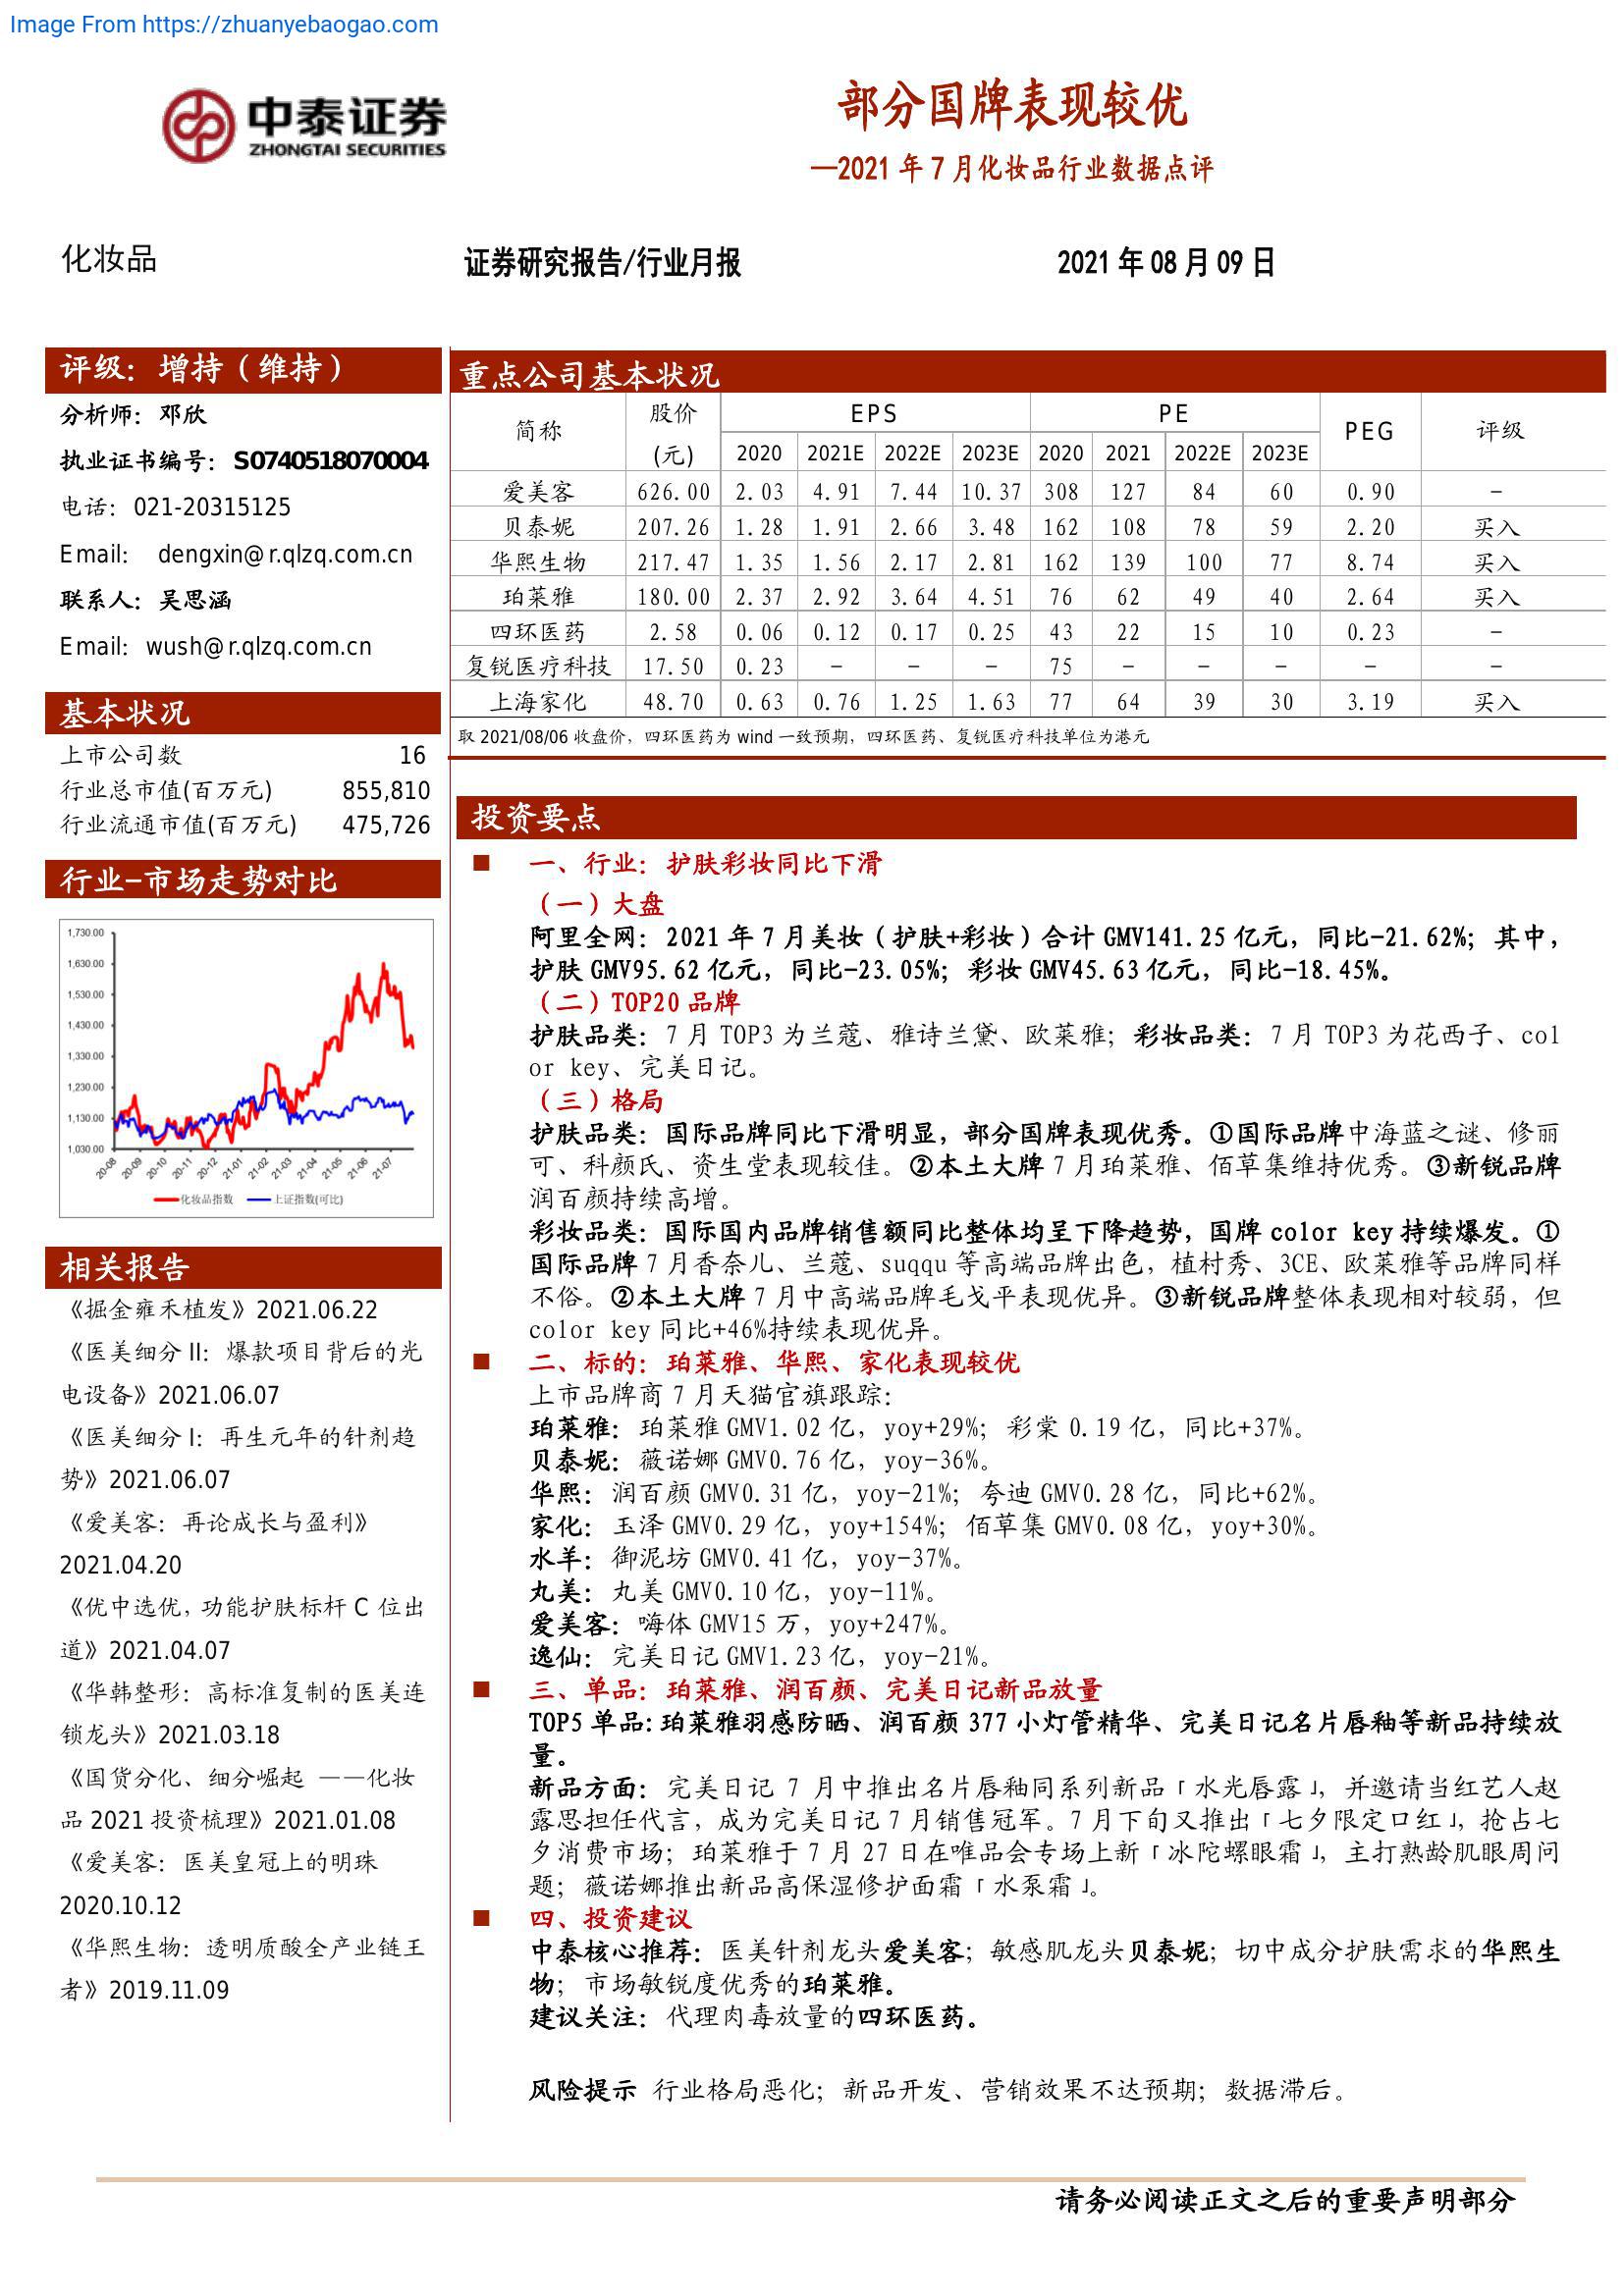 Image From https://zhuanyebaogao.com
中泰证券
ZHONGTAI SECURITIES
部分国牌表现较优
—2021 年 7 月化妆品行业数据点评
化妆品
证券研究报告/行业月报
2021 年 08 月 09 日
评级：增持（维持）
分析师：邓欣
执业证书编号：S0740518070004
电话：021-20315125
Email： dengxin@r.qlzq.com.cn
联系人：吴思涵
Email：wush@r.qlzq.com.cn
基本状况
上市公司数 16
行业总市值(百万元) 855,810
行业流通市值(百万元) 475,726
行业-市场走势对比
1,730.00
1,630.00
1,530.00
1,430.00
1,330.00
1,230.00
1,130.00
1,030.00
20-08 20-09 20-10 20-11 20-12 21-01 21-02 21-03 21-04 21-05 21-06 21-07
化妆品指数 上证指数(可比)
相关报告
《掘金雍禾植发》2021.06.22
《医美细分 II：爆款项目背后的光
电设备》2021.06.07
《医美细分 I：再生元年的针剂趋
势》2021.06.07
《爱美客：再论成长与盈利》
2021.04.20
《优中选优，功能护肤标杆 C 位出
道》2021.04.07
《华韩整形：高标准复制的医美连
锁龙头》2021.03.18
《国货分化、细分崛起 ——化妆
品 2021 投资梳理》2021.01.08
《爱美客：医美皇冠上的明珠
2020.10.12
《华熙生物：透明质酸全产业链王
者》2019.11.09
重点公司基本状况
简称 股价 EPS PE PEG 评级
(元) 2020 2021E 2022E 2023E 2020 2021 2022E 2023E
爱美客 626.00 2.03 4.91 7.44 10.37 308 127 84 60 0.90 –
贝泰妮 207.26 1.28 1.91 2.66 3.48 162 108 78 59 2.20 买入
华熙生物 217.47 1.35 1.56 2.17 2.81 162 139 100 77 8.74 买入
珀莱雅 180.00 2.37 2.92 3.64 4.51 76 62 49 40 2.64 买入
四环医药 2.58 0.06 0.12 0.17 0.25 43 22 15 10 0.23 –
复锐医疗科技 17.50 0.23 – – – 75 – – – – –
上海家化 48.70 0.63 0.76 1.25 1.63 77 64 39 30 3.19 买入
取 2021/08/06 收盘价，四环医药为 wind 一致预期，四环医药、复锐医疗科技单位为港元
投资要点
■ 一、行业：护肤彩妆同比下滑
（一）大盘
阿里全网：2021 年 7 月美妆（护肤+彩妆）合计 GMV141.25 亿元，同比-21.62%；其中，
护肤 GMV95.62 亿元，同比-23.05%；彩妆 GMV45.63 亿元，同比-18.45%。
（二）TOP20 品牌
护肤品类：7 月 TOP3 为兰蔻、雅诗兰黛、欧莱雅；彩妆品类：7 月 TOP3 为花西子、col
or key、完美日记。
（三）格局
护肤品类：国际品牌同比下滑明显，部分国牌表现优秀。①国际品牌中海蓝之谜、修丽
可、科颜氏、资生堂表现较佳。②本土大牌 7 月珀莱雅、佰草集维持优秀。③新锐品牌
润百颜持续高增。
彩妆品类：国际国内品牌销售额同比整体均呈下降趋势，国牌 color key 持续爆发。①
国际品牌 7 月香奈儿、兰蔻、suqqu 等高端品牌出色，植村秀、3CE、欧莱雅等品牌同样
不俗。②本土大牌 7 月中高端品牌毛戈平表现优异。③新锐品牌整体表现相对较弱，但
color key 同比+46%持续表现优异。
■ 二、标的：珀莱雅、华熙、家化表现较优
上市品牌商 7 月天猫官旗跟踪：
珀莱雅：珀莱雅 GMV1.02 亿，yoy+29%；彩棠 0.19 亿，同比+37%。
贝泰妮：薇诺娜 GMV0.76 亿，yoy-36%。
华熙：润百颜 GMV0.31 亿，yoy-21%；夸迪 GMV0.28 亿，同比+62%。
家化：玉泽 GMV0.29 亿，yoy+154%；佰草集 GMV0.08 亿，yoy+30%。
水羊：御泥坊 GMV0.41 亿，yoy-37%。
丸美：丸美 GMV0.10 亿，yoy-11%。
爱美客：嗨体 GMV15 万，yoy+247%。
逸仙：完美日记 GMV1.23 亿，yoy-21%。
■ 三、单品：珀莱雅、润百颜、完美日记新品放量
TOP5 单品:珀莱雅羽感防晒、润百颜 377 小灯管精华、完美日记名片唇釉等新品持续放
量。
新品方面：完美日记 7 月中推出名片唇釉同系列新品「水光唇露」，并邀请当红艺人赵
露思担任代言，成为完美日记 7 月销售冠军。7 月下旬又推出「七夕限定口红」，抢占七
夕消费市场；珀莱雅于 7 月 27 日在唯品会专场上新「冰陀螺眼霜」，主打熟龄肌眼周问
题；薇诺娜推出新品高保湿修护面霜「水泵霜」。
■ 四、投资建议
中泰核心推荐：医美针剂龙头爱美客；敏感肌龙头贝泰妮；切中成分护肤需求的华熙生
物；市场敏锐度优秀的珀莱雅。
建议关注：代理肉毒放量的四环医药。
风险提示 行业格局恶化；新品开发、营销效果不达预期；数据滞后。
请务必阅读正文之后的重要声明部分